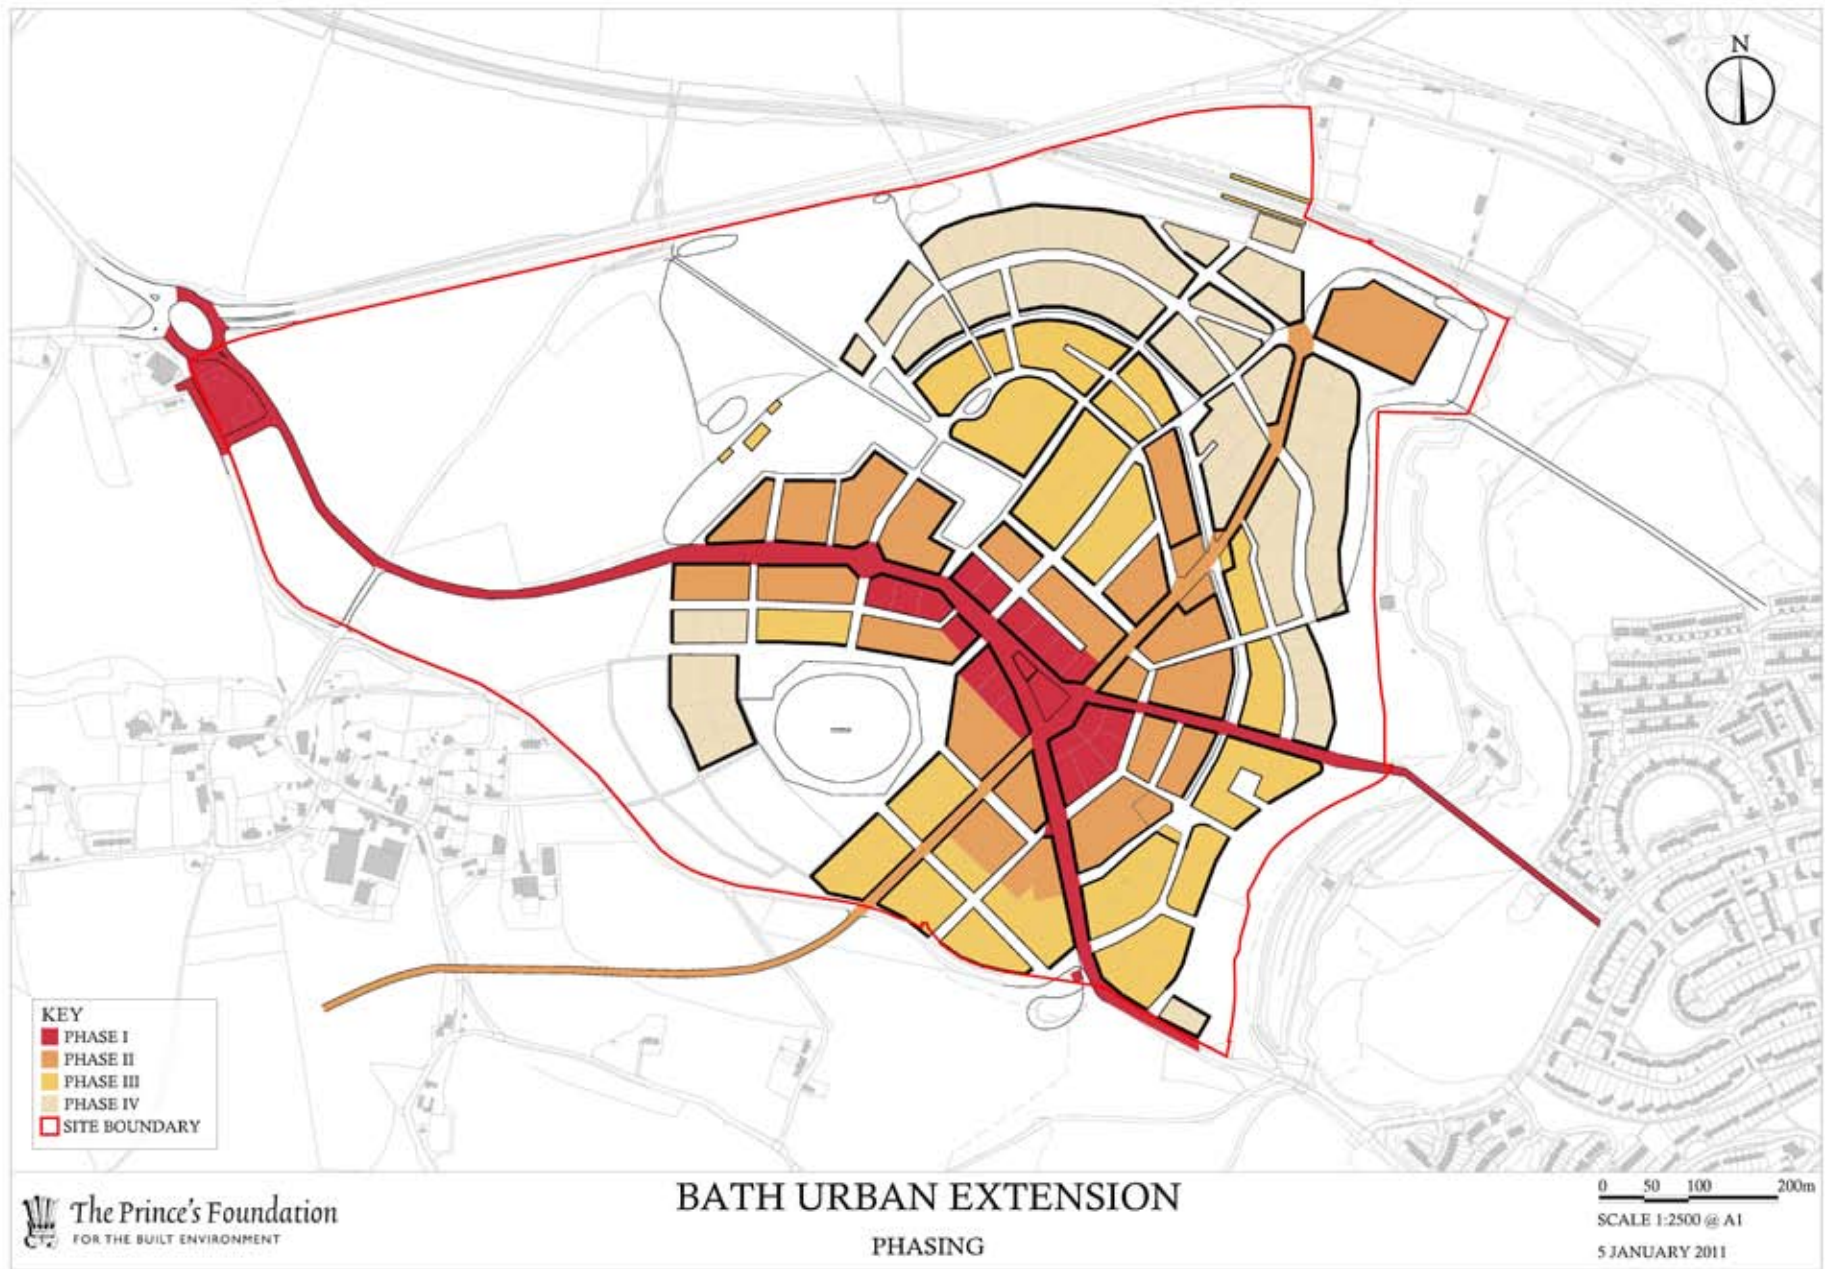 N
KEY
PHASE I
PHASE II
PHASE III
PHASE IV
SITE BOUNDARY
The Prince's Foundation
FOR THE BUILT ENVIRONMENT
BATH URBAN EXTENSION
PHASING
0 50 100 200m
SCALE 1:2500 @ A1
5 JANUARY 2011